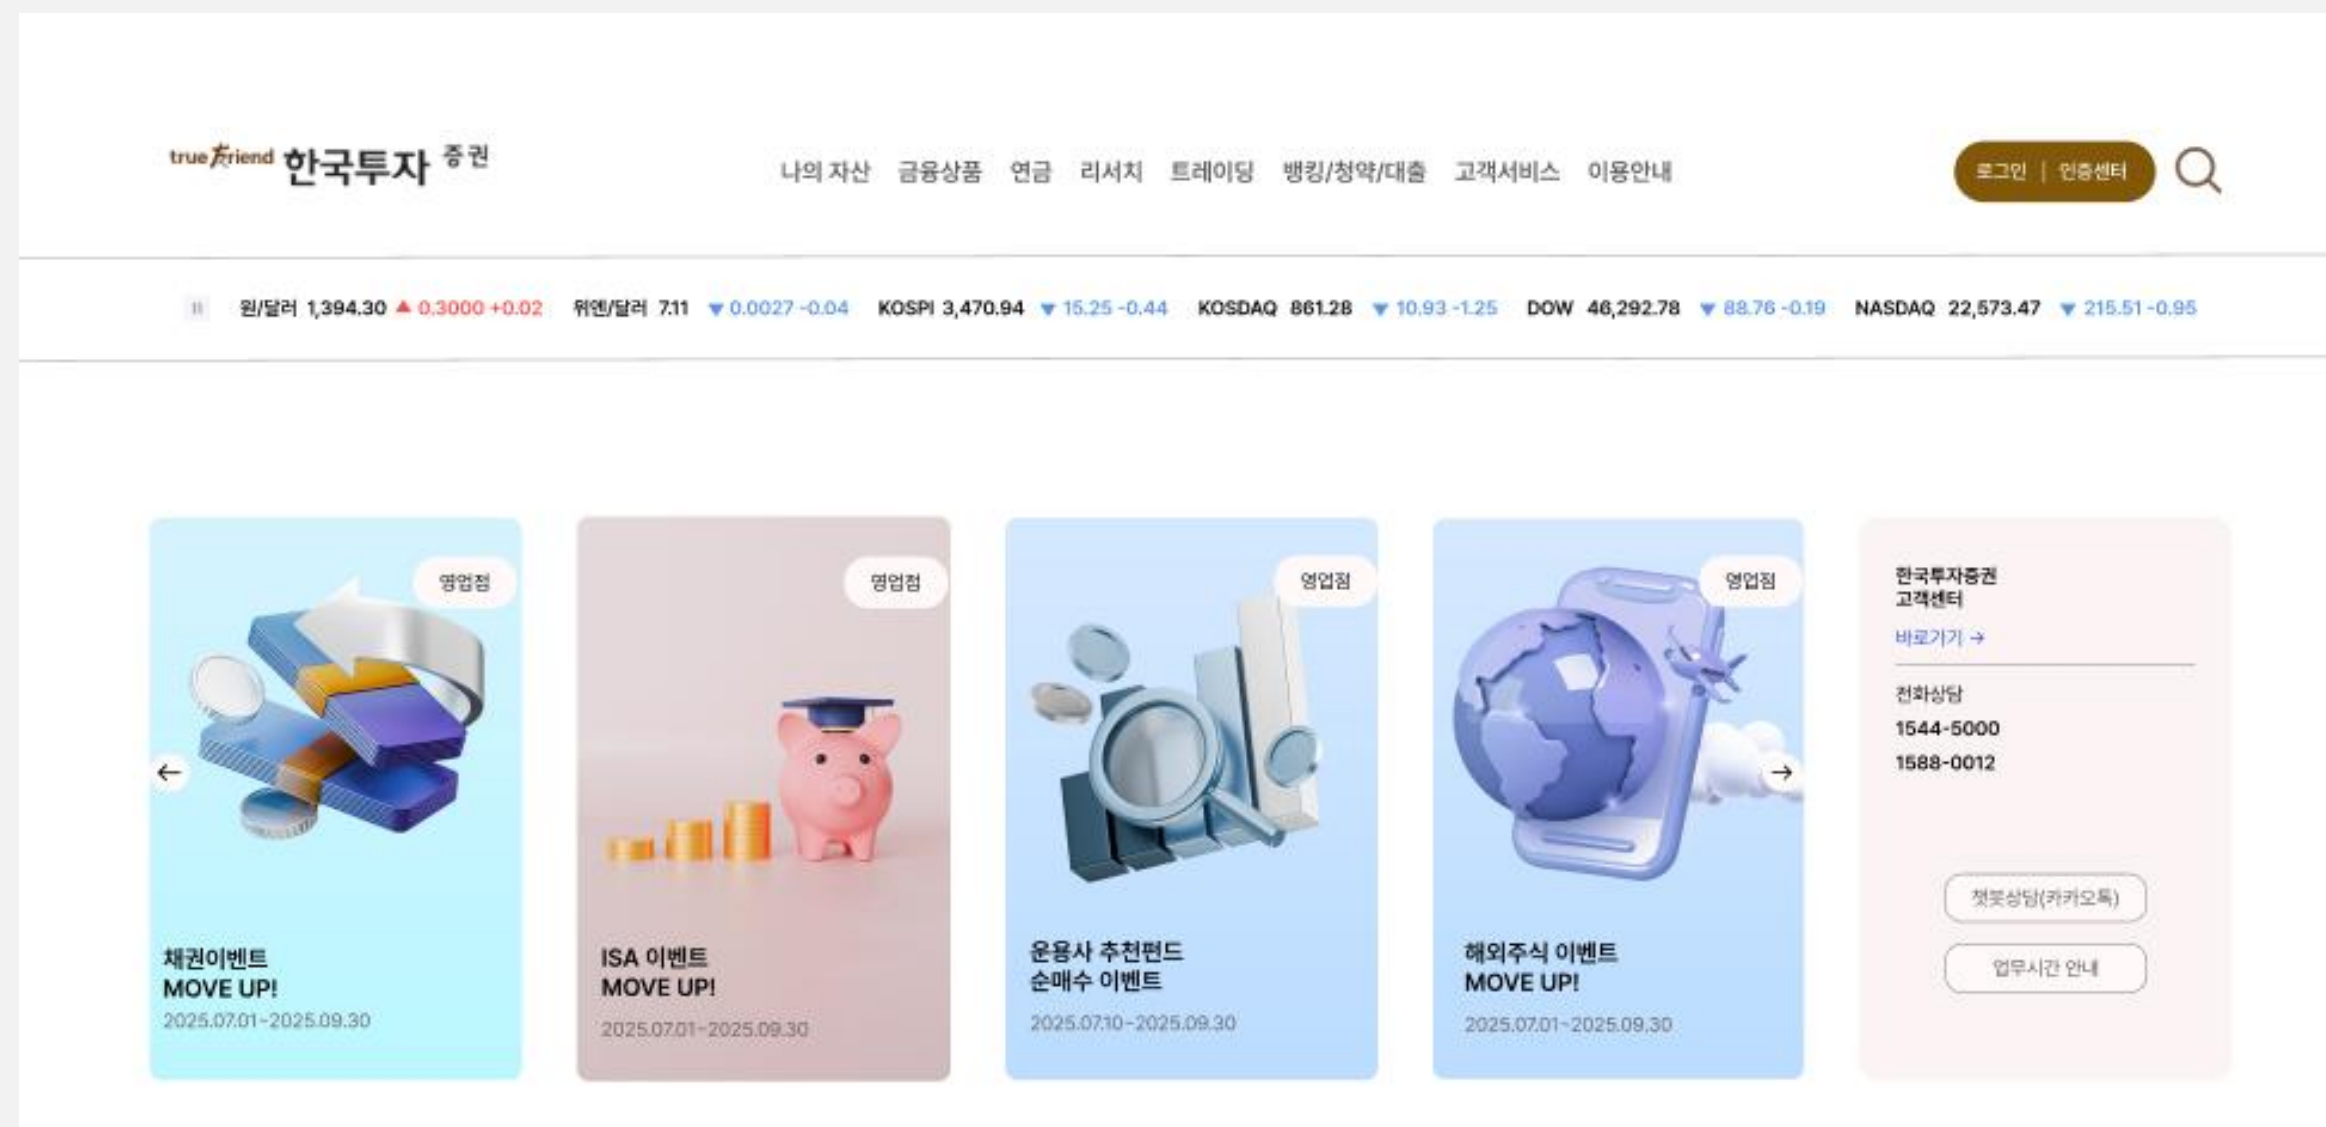 true友riend 한국투자 증권
나의 자산 금융상품 연금 리서치 트레이딩 뱅킹/청약/대출 고객서비스 이용안내
로그인 | 인증센터
원/달러 1,394.30 ▲ 0.3000 +0.02 위엔/달러 7.11 ▼ 0.0027 -0.04 KOSPI 3,470.94 ▼ 15.25 -0.44 KOSDAQ 861.28 ▼ 10.93 -1.25 DOW 46,292.78 ▼ 88.76 -0.19 NASDAQ 22,573.47 ▼ 215.51 -0.95
영업점
채권이벤트
MOVE UP!
2025.07.01~2025.09.30
영업점
ISA 이벤트
MOVE UP!
2025.07.01~2025.09.30
영업점
운용사 추천펀드
순매수 이벤트
2025.07.10~2025.09.30
영업점
해외주식 이벤트
MOVE UP!
2025.07.01~2025.09.30
한국투자증권
고객센터
바로가기 →
전화상담
1544-5000
1588-0012
챗봇상담(카카오톡)
업무시간 안내